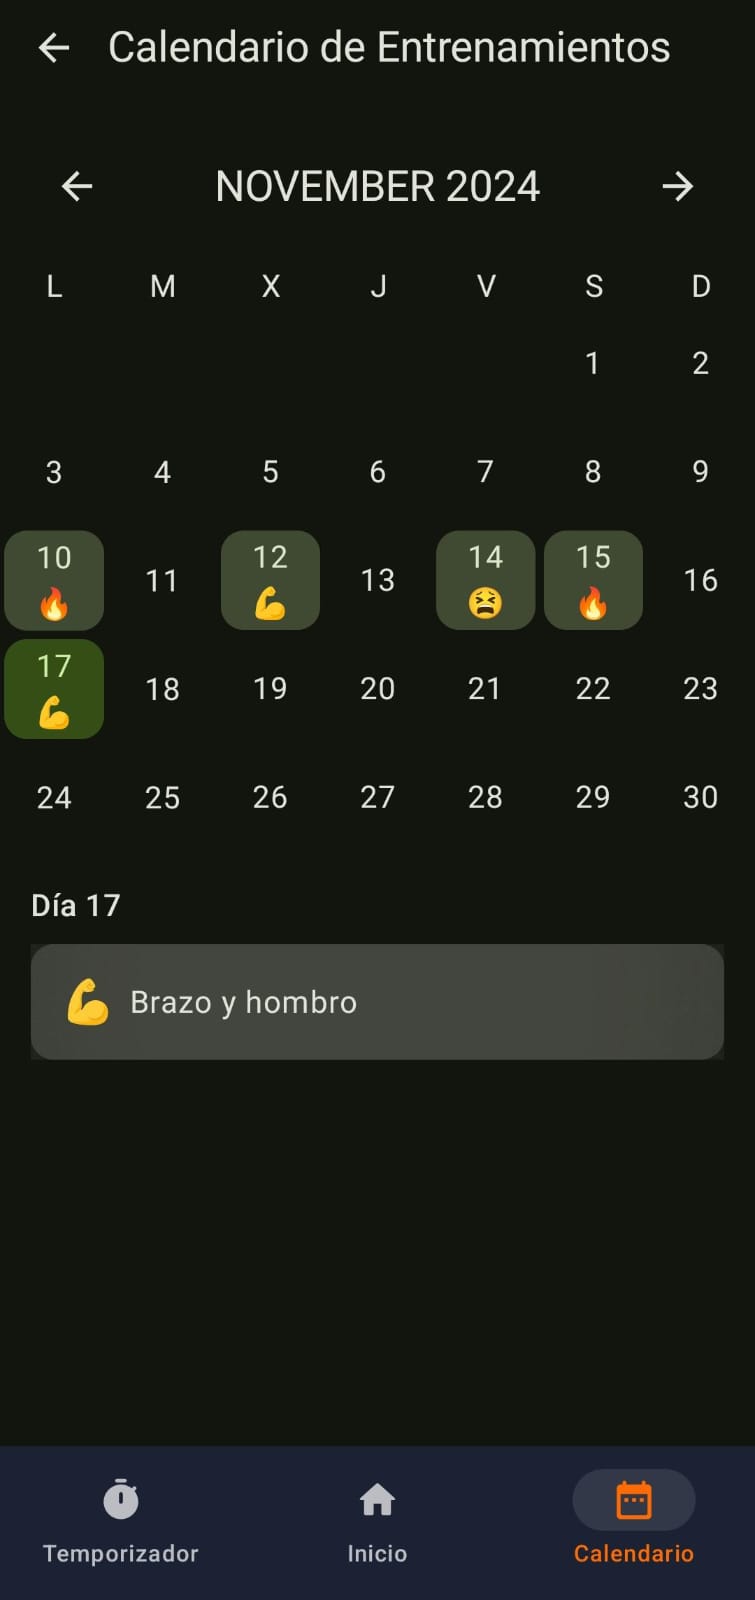 Calendario de Entrenamientos
NOVEMBER 2024
L M X J V S D
1 2
3 4 5 6 7 8 9
10 11 12 13 14 15 16
17 18 19 20 21 22 23
24 25 26 27 28 29 30
Día 17
Brazo y hombro
Temporizador Inicio Calendario